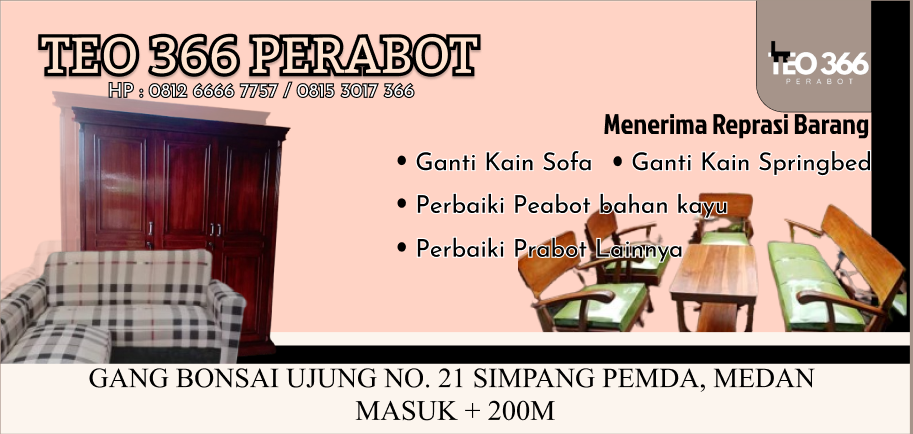 TEO 366 PERABOT
HP : 0812 6666 7757 / 0815 3017 366
TEO 366
PERABOT
Menerima Reprasi Barang
• Ganti Kain Sofa • Ganti Kain Springbed
• Perbaiki Peabot bahan kayu
• Perbaiki Prabot Lainnya
GANG BONSAI UJUNG NO. 21 SIMPANG PEMDA, MEDAN
MASUK + 200M